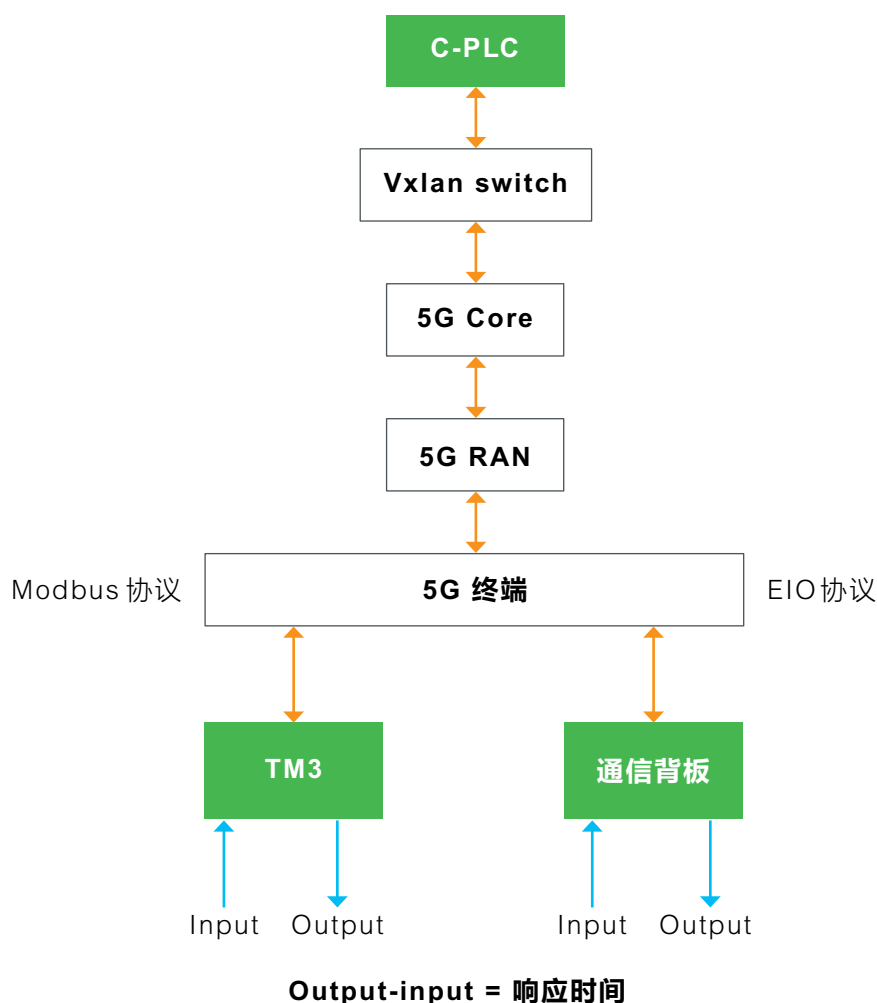 C-PLC
Vxlan switch
5G Core
5G RAN
Modbus 协议
5G 终端
EIO协议
TM3
通信背板
Input
Output
Input
Output
Output-input = 响应时间